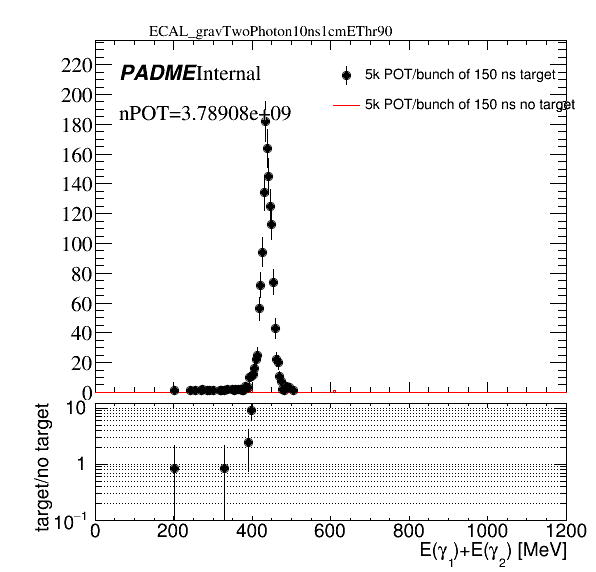 ECAL_gravTwoPhoton10ns1cmEThr90
PADME Internal
nPOT=3.78908e+09
5k POT/bunch of 150 ns target
5k POT/bunch of 150 ns no target
220
200
180
160
140
120
100
80
60
40
20
0
target/no target
10
1
10⁻¹
0 200 400 600 800 1000 1200
E(γ₁)+E(γ₂) [MeV]